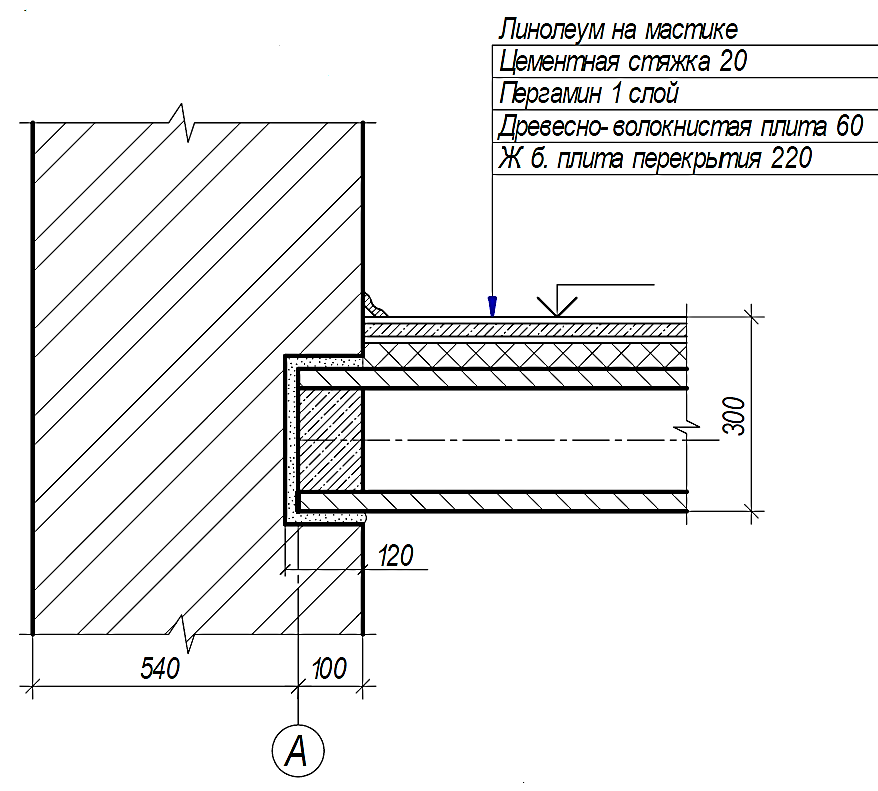 Линолеум на мастике
Цементная стяжка 20
Пергамин 1 слой
Древесно-волокнистая плита 60
Ж б. плита перекрытия 220
300
120
540
100
А